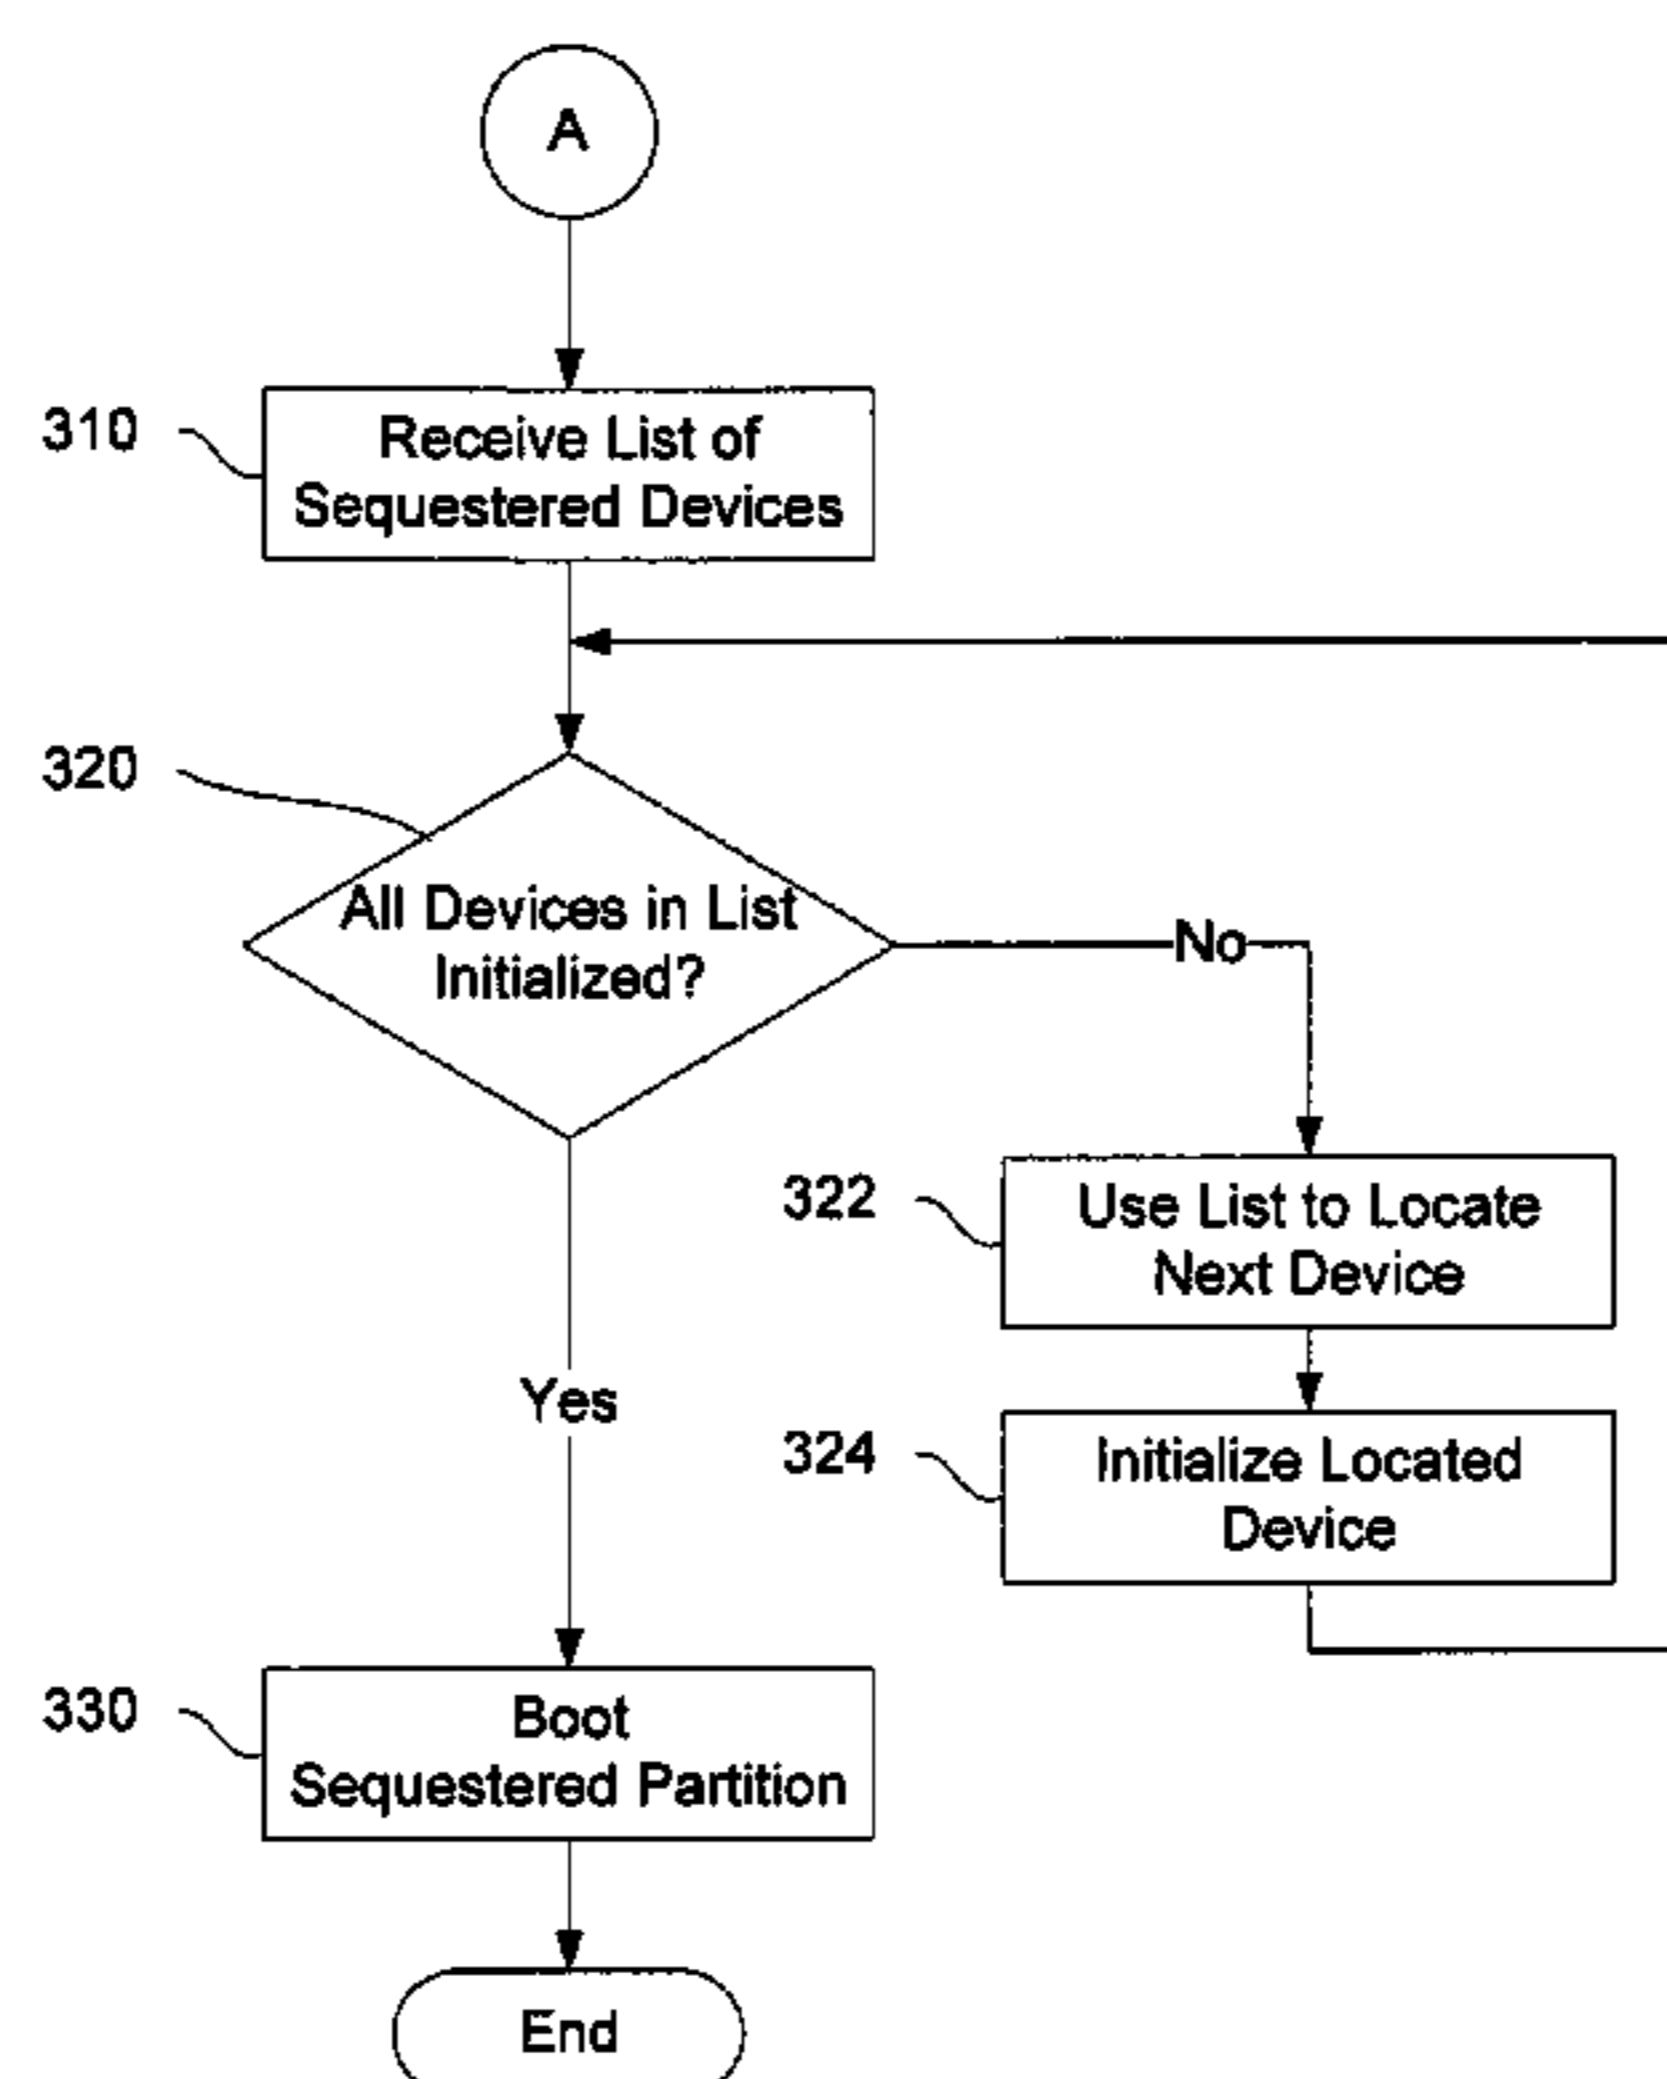 A
310
Receive List of
Sequestered Devices
320
All Devices in List
Initialized?
No
322
Use List to Locate
Next Device
Yes
324
Initialize Located
Device
330
Boot
Sequestered Partition
End